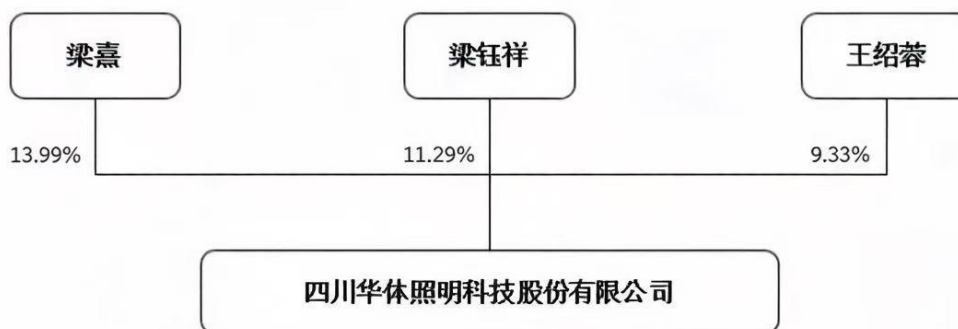 梁熹
梁钰祥
王绍蓉
13.99%
11.29%
9.33%
四川华体照明科技股份有限公司